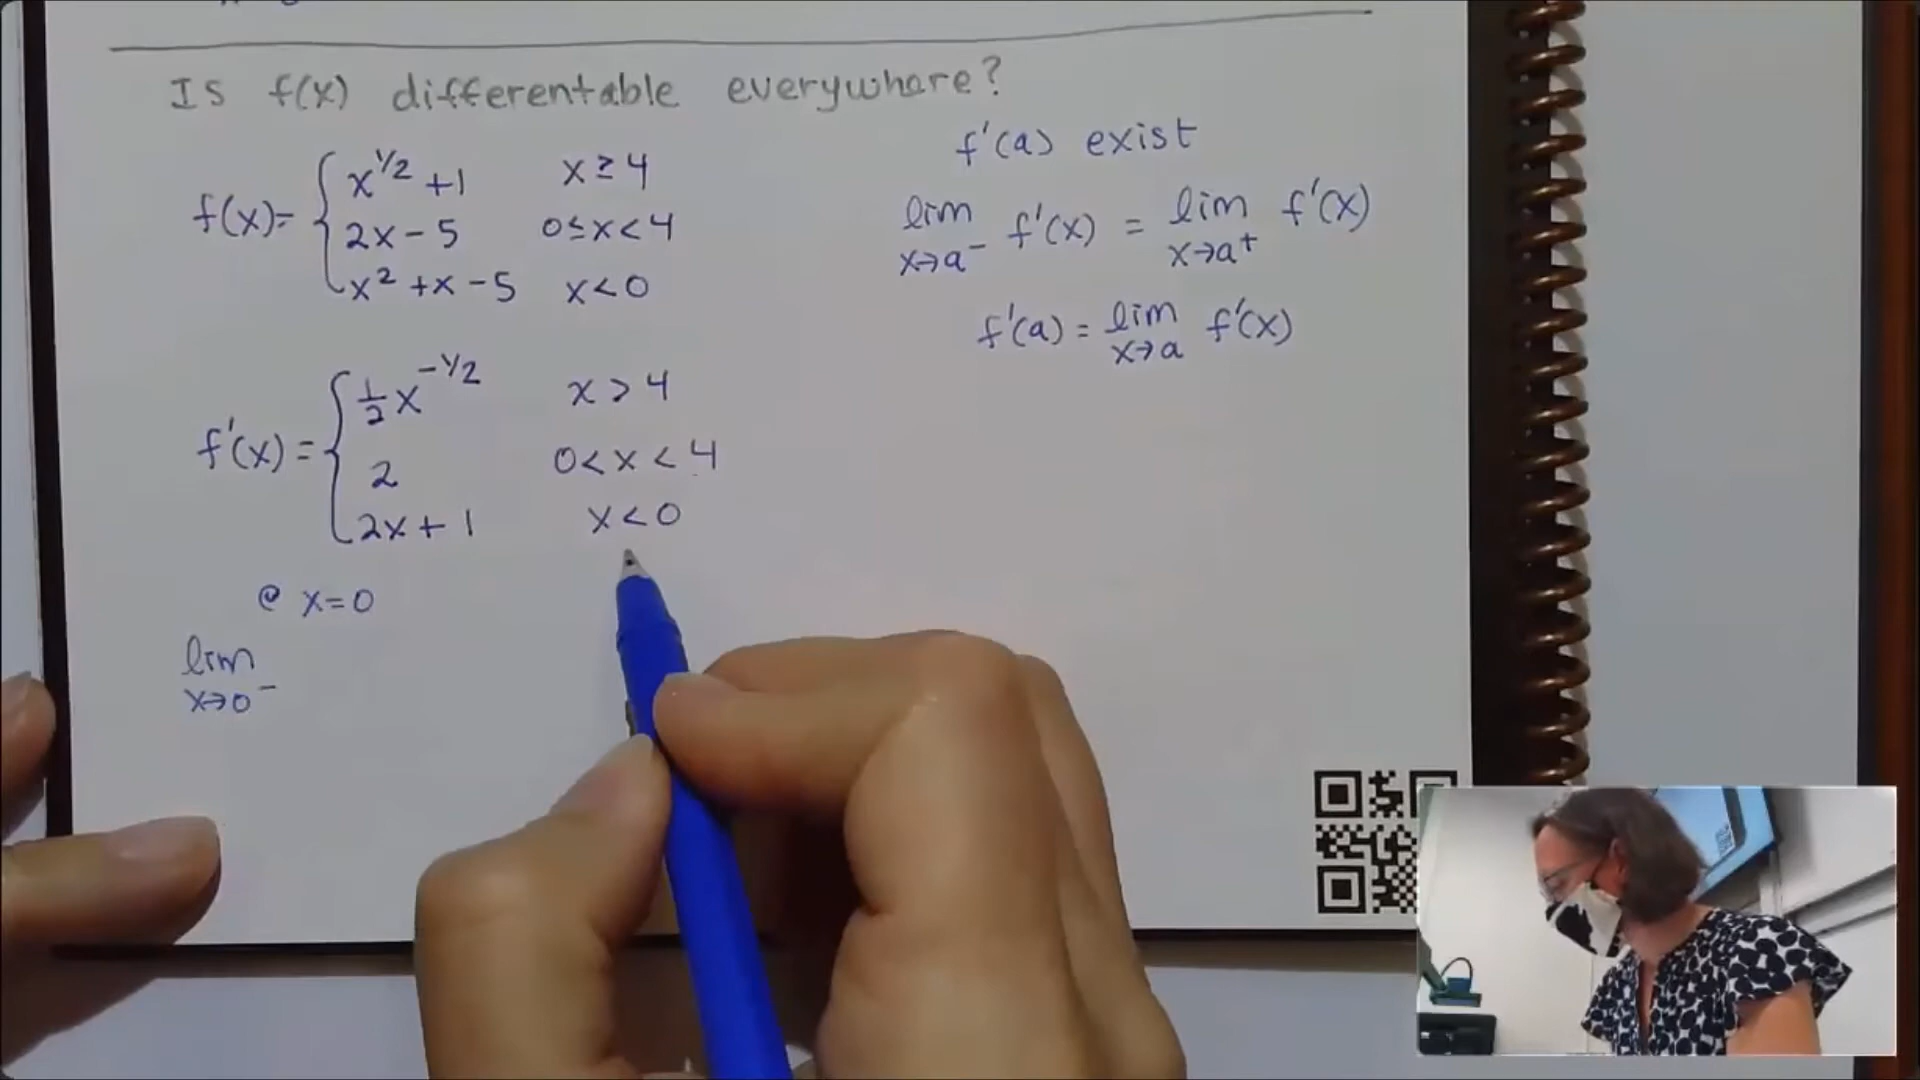 Is f(x) differentable everywhere?
f(x)= { x^1/2 +1 x≥4
2x-5 0≤x<4
x² +x-5 x<0
f'(x) = { 1/2 x^-1/2 x>4
2 0<x<4
2x+1 x<0
@ x=0
lim
x→0⁻
f'(a) exist
lim x→a⁻ f'(x) = lim x→a⁺ f'(x)
f'(a) = lim x→a f'(x)